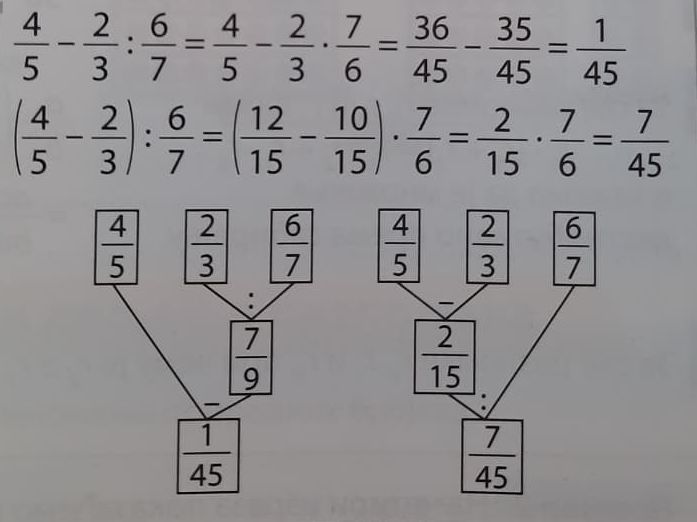 4/5 − 2/3 : 6/7 = 4/5 − 2/3 · 7/6 = 36/45 − 35/45 = 1/45
(4/5 − 2/3) : 6/7 = (12/15 − 10/15) · 7/6 = 2/15 · 7/6 = 7/45
4/5 2/3 6/7 4/5 2/3 6/7
: −
7/9 2/15
− :
1/45 7/45